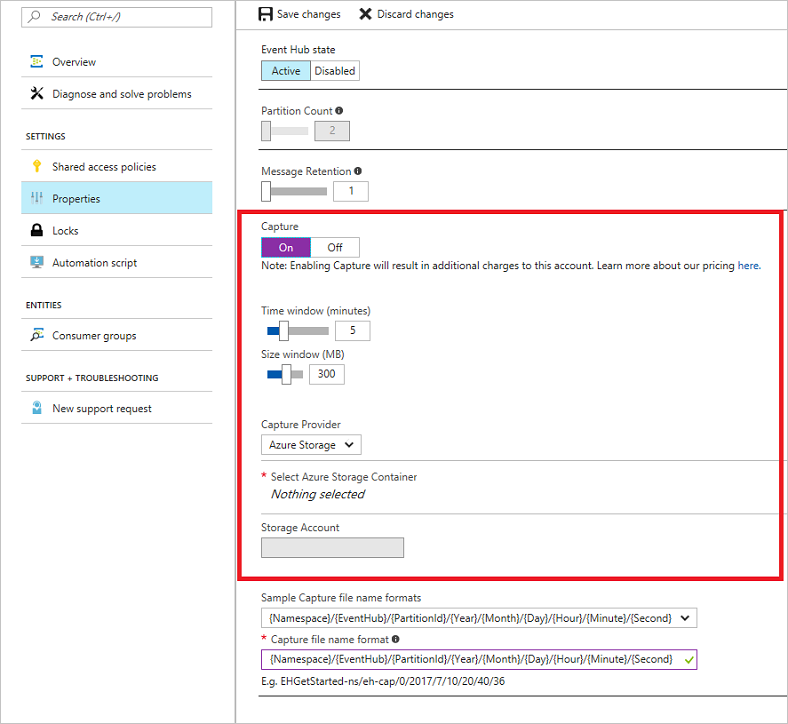 Search (Ctrl+/)
Overview
Diagnose and solve problems
SETTINGS
Shared access policies
Properties
Locks
Automation script
ENTITIES
Consumer groups
SUPPORT + TROUBLESHOOTING
New support request
Save changes Discard changes
Event Hub state
Active Disabled
Partition Count
2
Message Retention
1
Capture
On Off
Note: Enabling Capture will result in additional charges to this account. Learn more about our pricing here.
Time window (minutes)
5
Size window (MB)
300
Capture Provider
Azure Storage
* Select Azure Storage Container
Nothing selected
Storage Account
Sample Capture file name formats
{Namespace}/{EventHub}/{PartitionId}/{Year}/{Month}/{Day}/{Hour}/{Minute}/{Second}
* Capture file name format
{Namespace}/{EventHub}/{PartitionId}/{Year}/{Month}/{Day}/{Hour}/{Minute}/{Second}
E.g. EHGetStarted-ns/eh-cap/0/2017/7/10/20/40/36